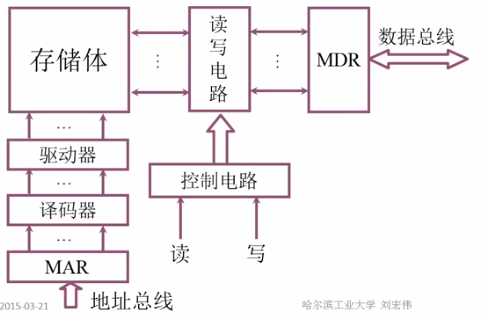 存储体
读写电路
MDR
数据总线
驱动器
译码器
MAR
地址总线
控制电路
读
写
2015-03-21
哈尔滨工业大学 刘宏伟